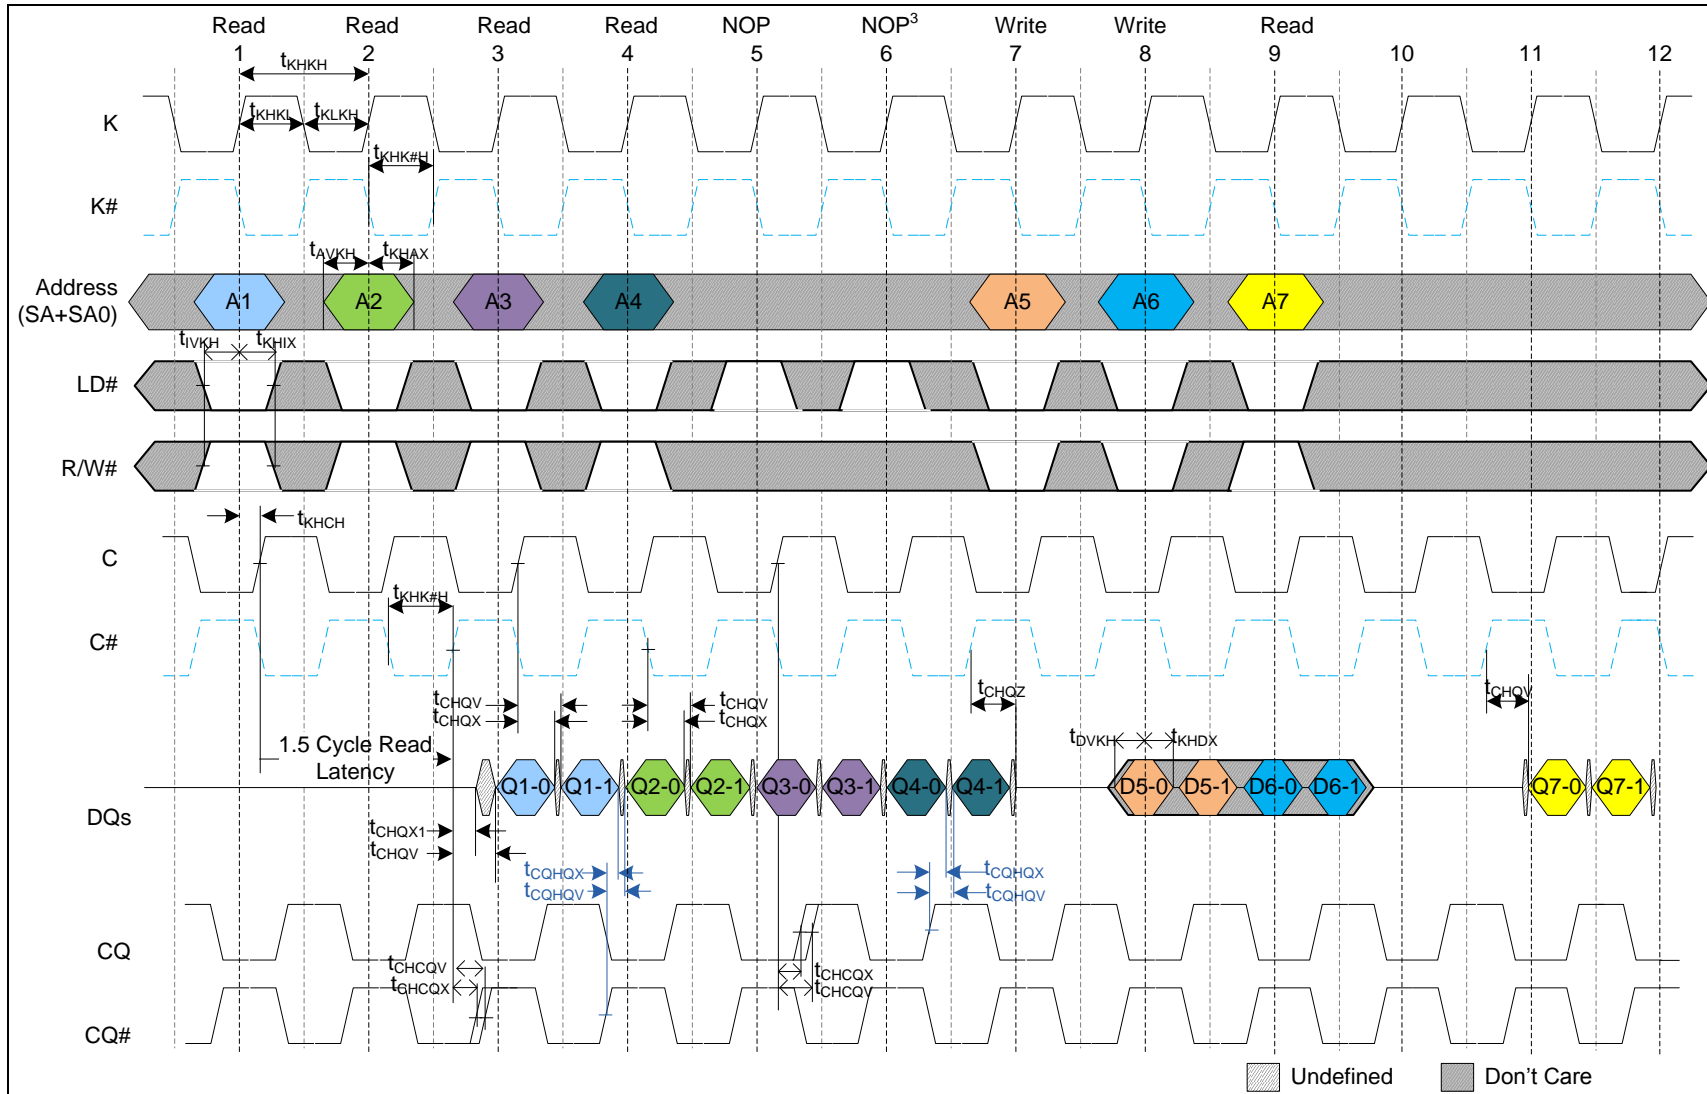 Read Read Read Read NOP NOP3 Write Write Read
1 2 3 4 5 6 7 8 9 10 11 12
tKHKH
K
tKHKL tKLKH
tKHK#H
K#
tAVKH tKHAX
Address
(SA+SA0)
A1 A2 A3 A4 A5 A6 A7
tIVKH tKHIX
LD#
R/W#
tKHCH
C
tKHK#H
C#
tCHQV tCHQV tCHQZ tCHQV
tCHQX tCHQX
1.5 Cycle Read
Latency
tDVKH tKHDX
Q1-0 Q1-1 Q2-0 Q2-1 Q3-0 Q3-1 Q4-0 Q4-1 D5-0 D5-1 D6-0 D6-1 Q7-0 Q7-1
DQs
tCHQX1
tCHQV
tCQHQX tCQHQX
tCQHQV tCQHQV
CQ
tCHCQV tCHCQX
tCHCQX tCHCQV
CQ#
Undefined Don't Care